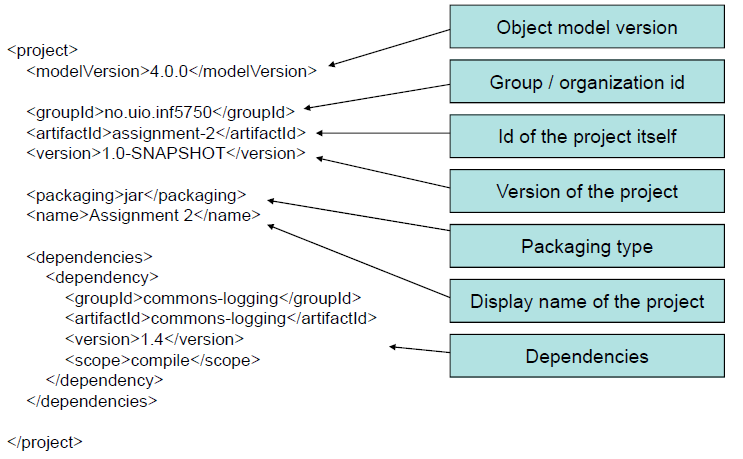 <project>
<modelVersion>4.0.0</modelVersion>
<groupId>no.uio.inf5750</groupId>
<artifactId>assignment-2</artifactId>
<version>1.0-SNAPSHOT</version>
<packaging>jar</packaging>
<name>Assignment 2</name>
<dependencies>
<dependency>
<groupId>commons-logging</groupId>
<artifactId>commons-logging</artifactId>
<version>1.4</version>
<scope>compile</scope>
</dependency>
</dependencies>
</project>
Object model version
Group / organization id
Id of the project itself
Version of the project
Packaging type
Display name of the project
Dependencies